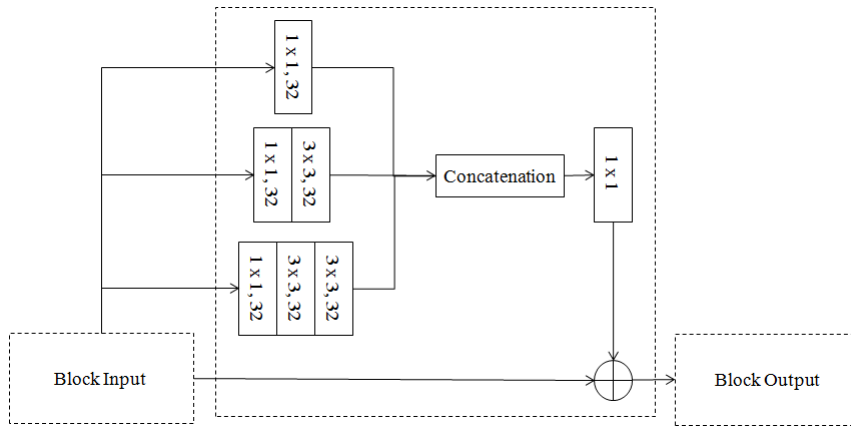 1 x 1, 32
1 x 1, 32
3 x 3, 32
Concatenation
1 x 1
1 x 1, 32
3 x 3, 32
3 x 3, 32
Block Input
Block Output